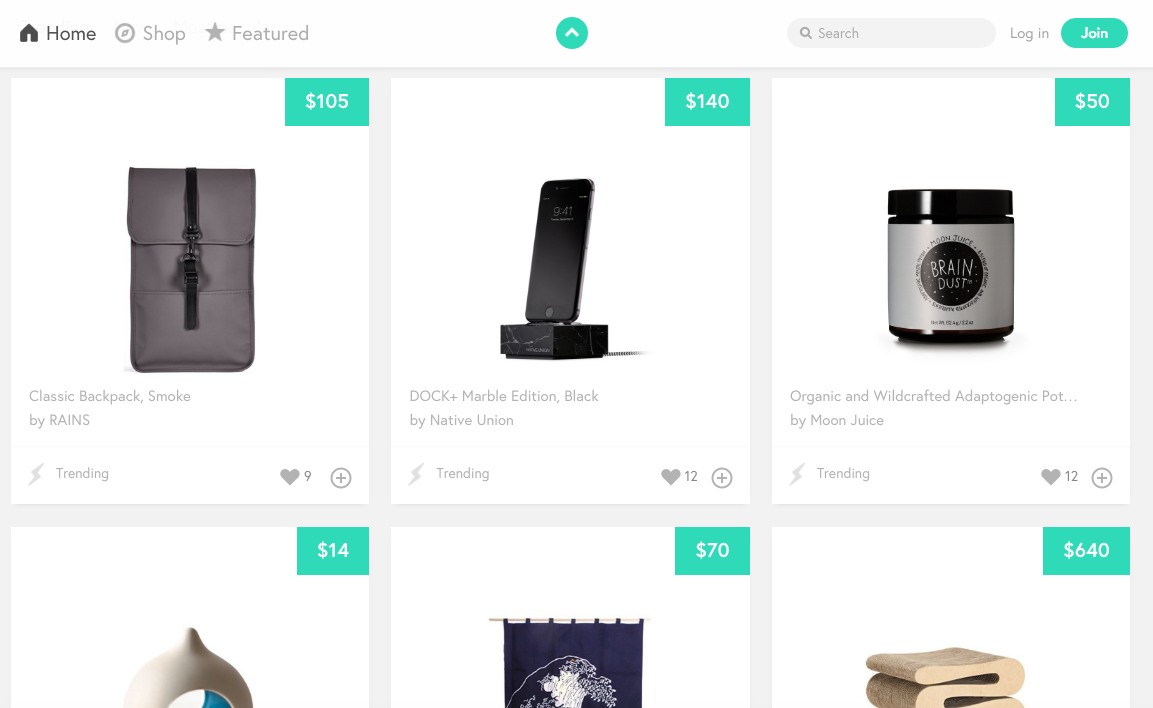 Home
Shop
Featured
Search
Log in
Join
$105
$140
$50
9:41
MOON JUICE
BRAIN
DUST
Classic Backpack, Smoke
by RAINS
DOCK+ Marble Edition, Black
by Native Union
Organic and Wildcrafted Adaptogenic Pot...
by Moon Juice
Trending
9
Trending
12
Trending
12
$14
$70
$640